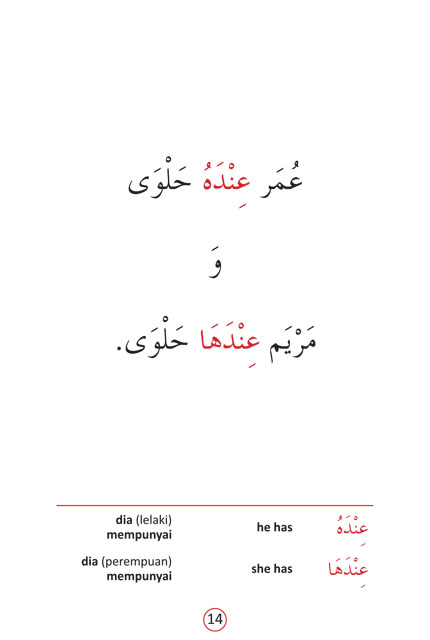 عُمَر عِنْدَهُ حَلْوَى
وَ
مَرْيَم عِنْدَهَا حَلْوَى.
dia (lelaki) mempunyai he has عِنْدَهُ
dia (perempuan) mempunyai she has عِنْدَهَا
14